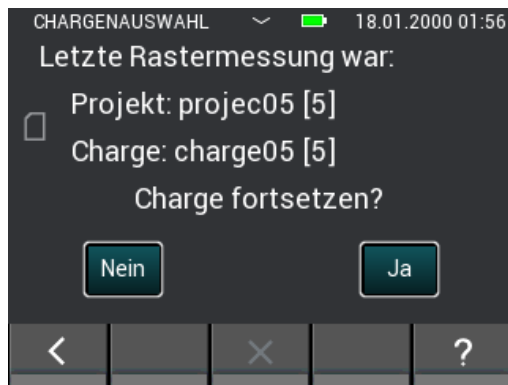 CHARGENAUSWAHL 18.01.2000 01:56
Letzte Rastermessung war:
Projekt: projec05 [5]
Charge: charge05 [5]
Charge fortsetzen?
Nein Ja
?